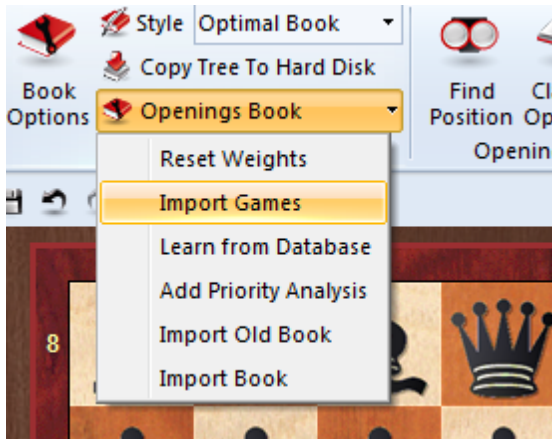 Style Optimal Book
Copy Tree To Hard Disk
Book
Options
Openings Book
Find
Position
Reset Weights
Import Games
Learn from Database
Add Priority Analysis
Import Old Book
Import Book
8